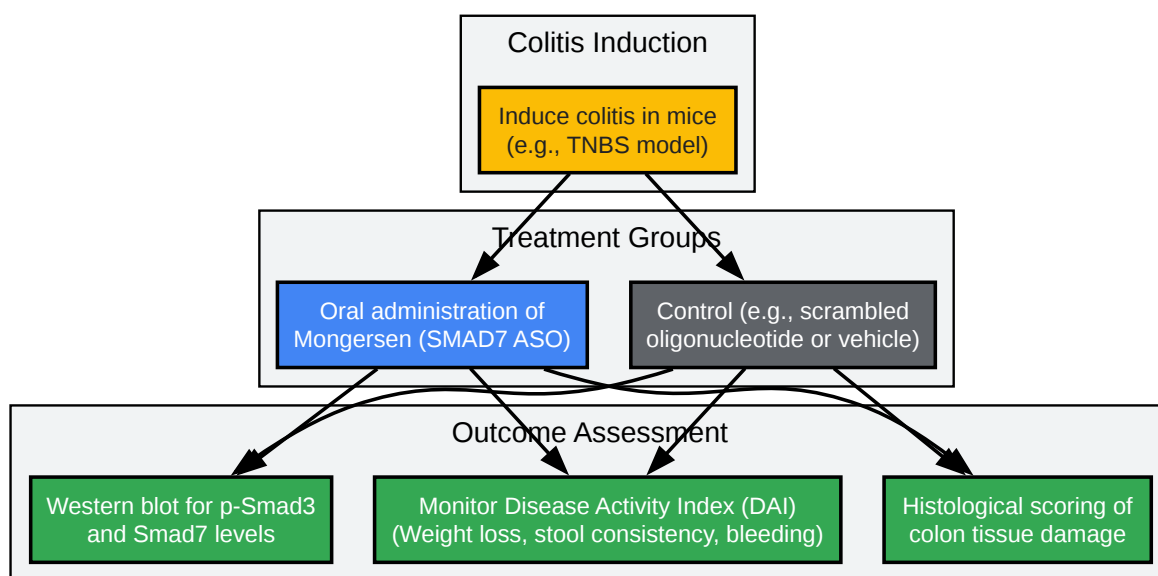 Colitis Induction
Induce colitis in mice
(e.g., TNBS model)
Treatment Groups
Oral administration of
Mongersen (SMAD7 ASO)
Control (e.g., scrambled
oligonucleotide or vehicle)
Outcome Assessment
Western blot for p-Smad3
and Smad7 levels
Monitor Disease Activity Index (DAI)
(Weight loss, stool consistency, bleeding)
Histological scoring of
colon tissue damage